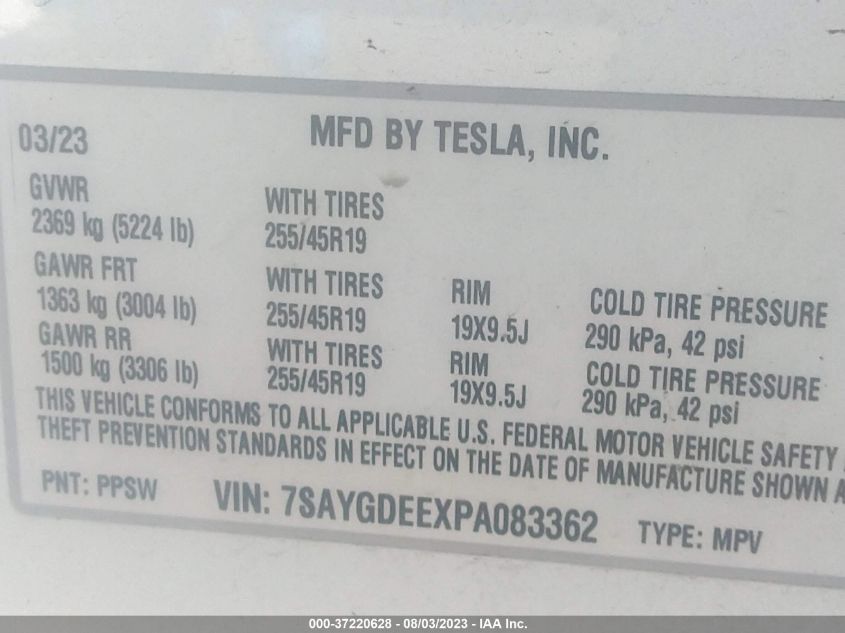 03/23 MFD BY TESLA, INC.
GVWR
2369 kg (5224 lb)
WITH TIRES
255/45R19
GAWR FRT
1363 kg (3004 lb)
WITH TIRES
255/45R19
RIM
19X9.5J
COLD TIRE PRESSURE
290 kPa, 42 psi
GAWR RR
1500 kg (3306 lb)
WITH TIRES
255/45R19
RIM
19X9.5J
COLD TIRE PRESSURE
290 kPa, 42 psi
THIS VEHICLE CONFORMS TO ALL APPLICABLE U.S. FEDERAL MOTOR VEHICLE SAFETY
THEFT PREVENTION STANDARDS IN EFFECT ON THE DATE OF MANUFACTURE SHOWN A
PNT: PPSW VIN: 7SAYGDEEXPA083362 TYPE: MPV
000-37220628 - 08/03/2023 - IAA Inc.